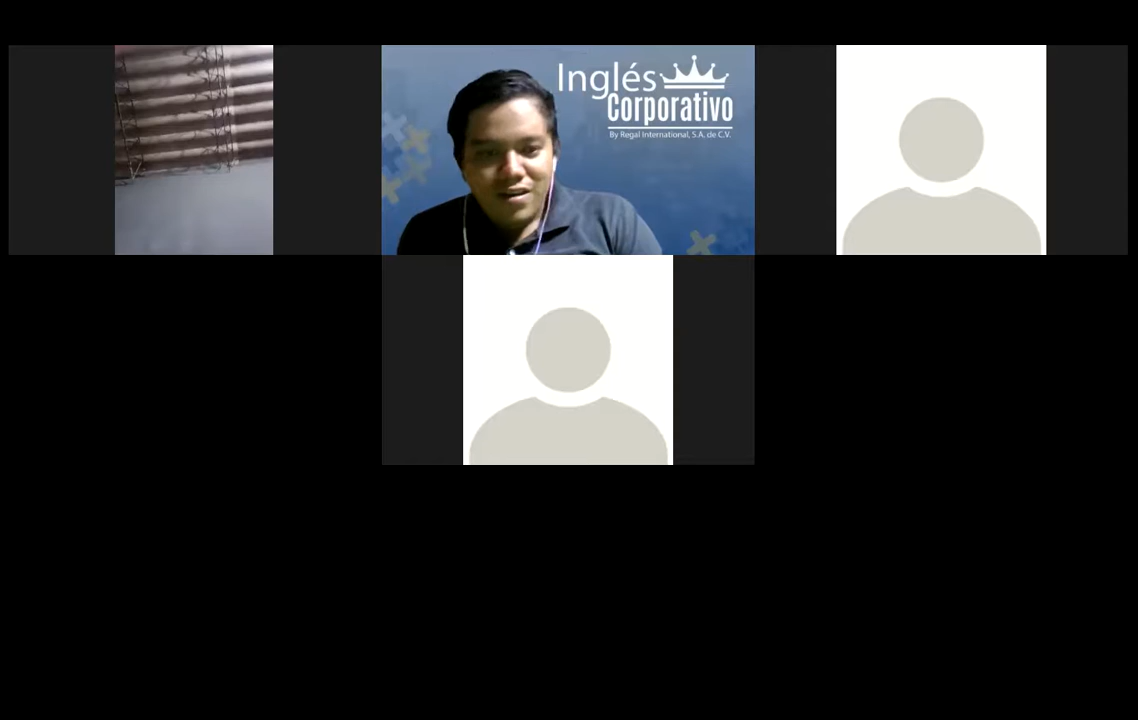 Inglés
Corporativo
By Regal International, S.A. de C.V.